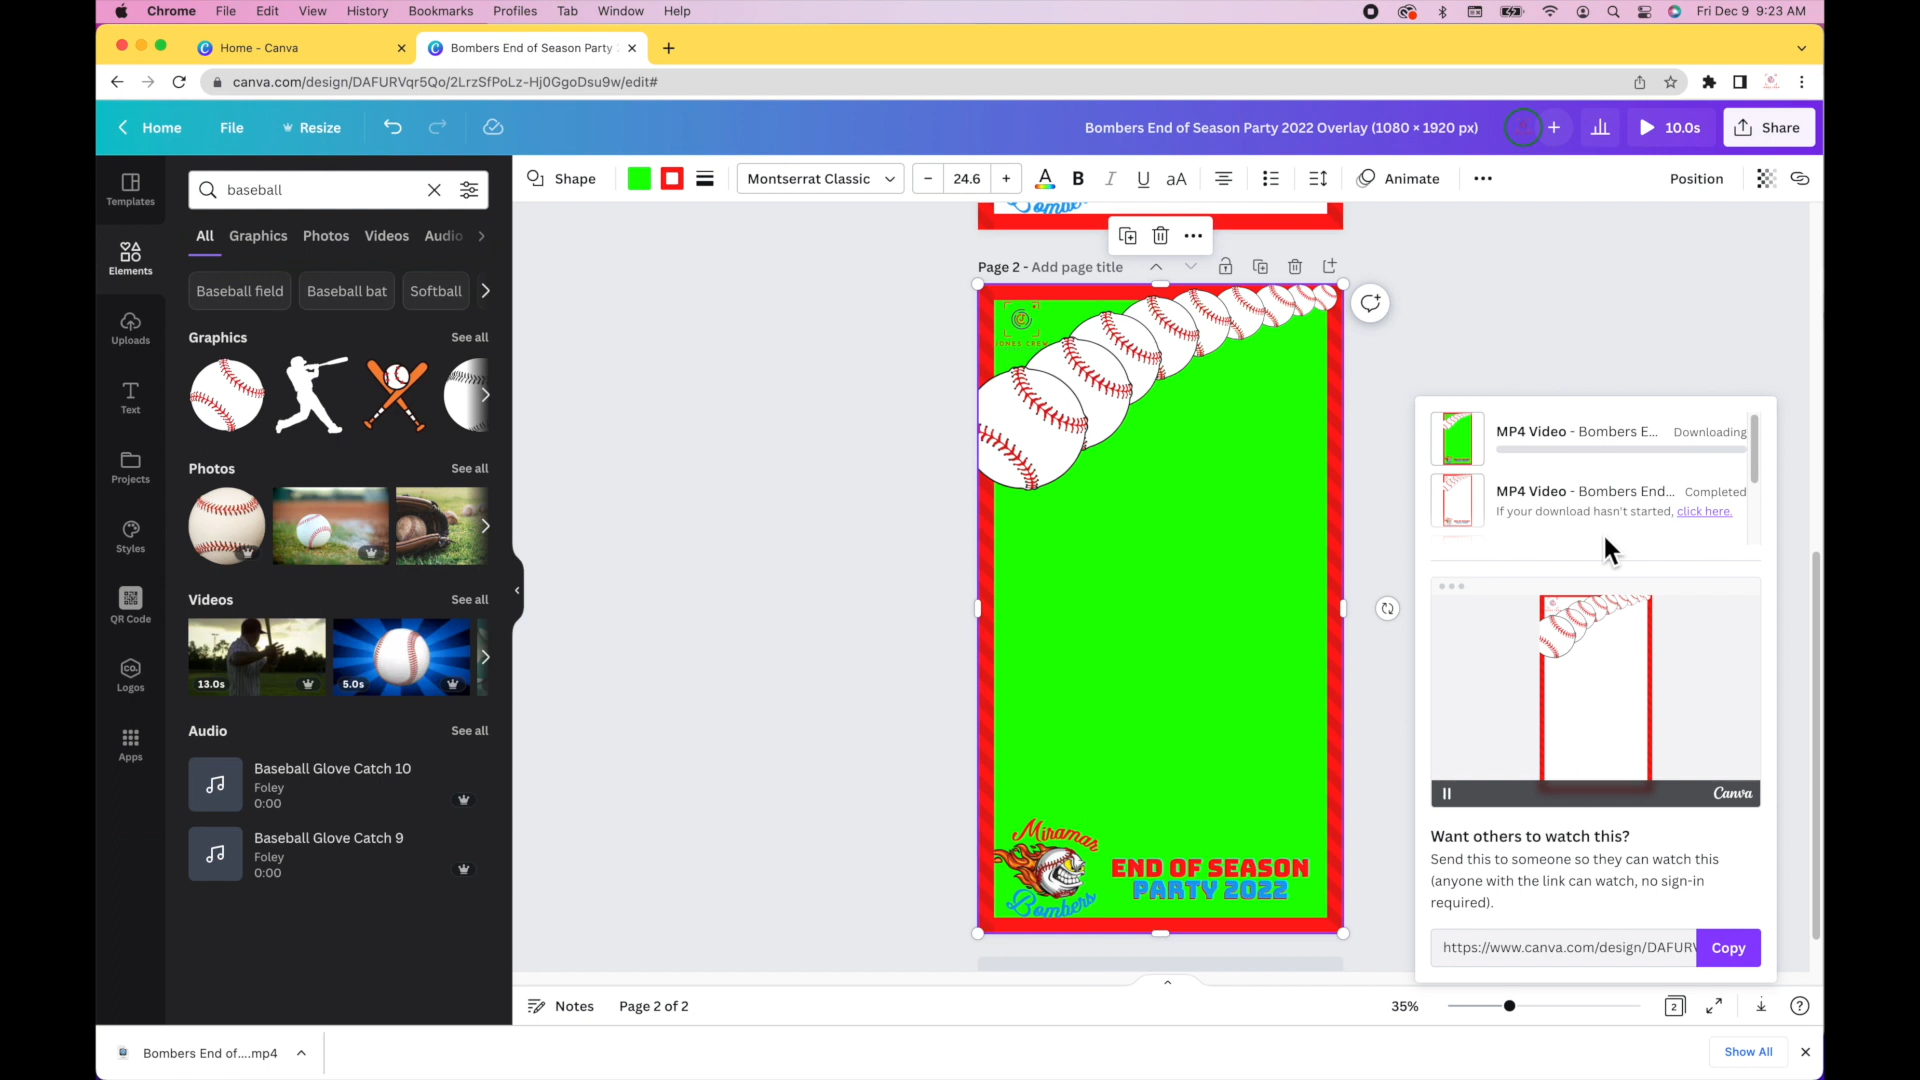 Chrome File Edit View History Bookmarks Profiles Tab Window Help
Fri Dec 9 9:23 AM
Home - Canva
Bombers End of Season Party
canva.com/design/DAFURVqr5Qo/2LrzSfPoLz-Hj0GgoDsu9w/edit#
Home File Resize
Bombers End of Season Party 2022 Overlay (1080 × 1920 px)
10.0s
Share
Templates
Elements
Uploads
Text
Projects
Styles
QR Code
CO.
Logos
Apps
baseball
All Graphics Photos Videos Audio
Baseball field Baseball bat Softball
Graphics See all
Photos See all
Videos See all
13.0s
5.0s
Audio See all
Baseball Glove Catch 10
Foley
0:00
Baseball Glove Catch 9
Foley
0:00
Shape
Montserrat Classic
– 24.6 +
A B I U aA
Animate
Position
Page 2 - Add page title
JONES CREW
Miramar
Bombers
END OF SEASON
PARTY 2022
MP4 Video - Bombers E... Downloading
MP4 Video - Bombers End... Completed
If your download hasn't started, click here.
Canva
Want others to watch this?
Send this to someone so they can watch this
(anyone with the link can watch, no sign-in
required).
https://www.canva.com/design/DAFURV
Copy
Notes Page 2 of 2
35%
2
Bombers End of....mp4
Show All